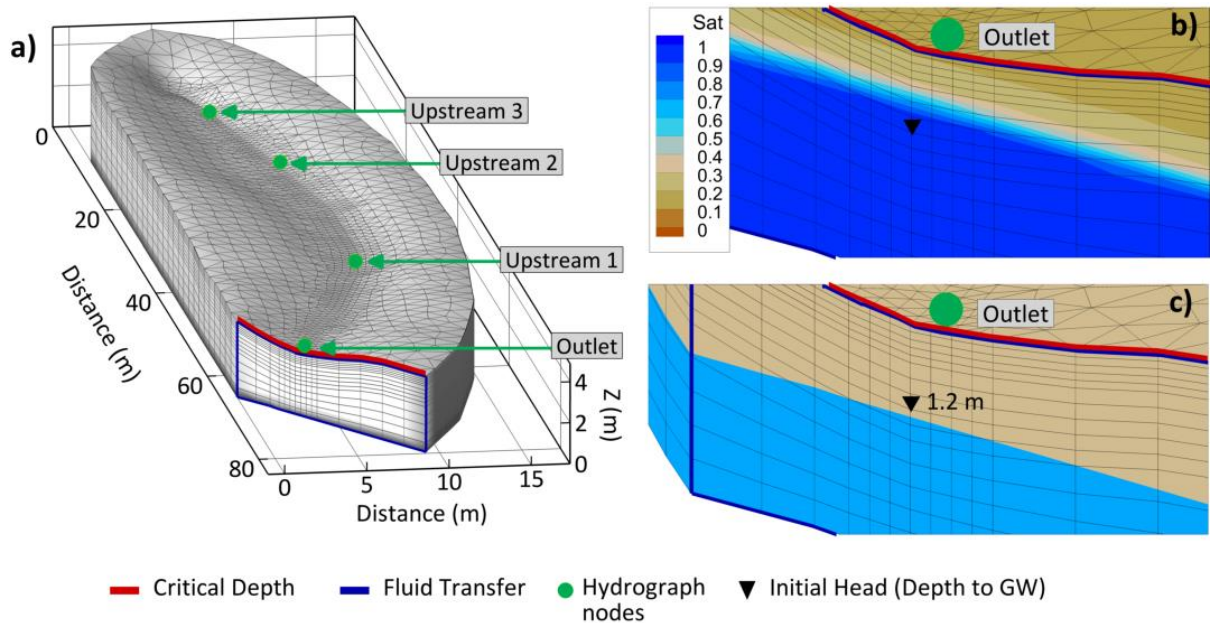 a)
Upstream 3
Upstream 2
Upstream 1
Outlet
0
20
40
60
80
Distance (m)
0
5
10
15
Distance (m)
4
2
0
Z (m)
b)
Sat
1
0.9
0.8
0.7
0.6
0.5
0.4
0.3
0.2
0.1
0
Outlet
c)
Outlet
1.2 m
Critical Depth
Fluid Transfer
Hydrograph
nodes
Initial Head (Depth to GW)